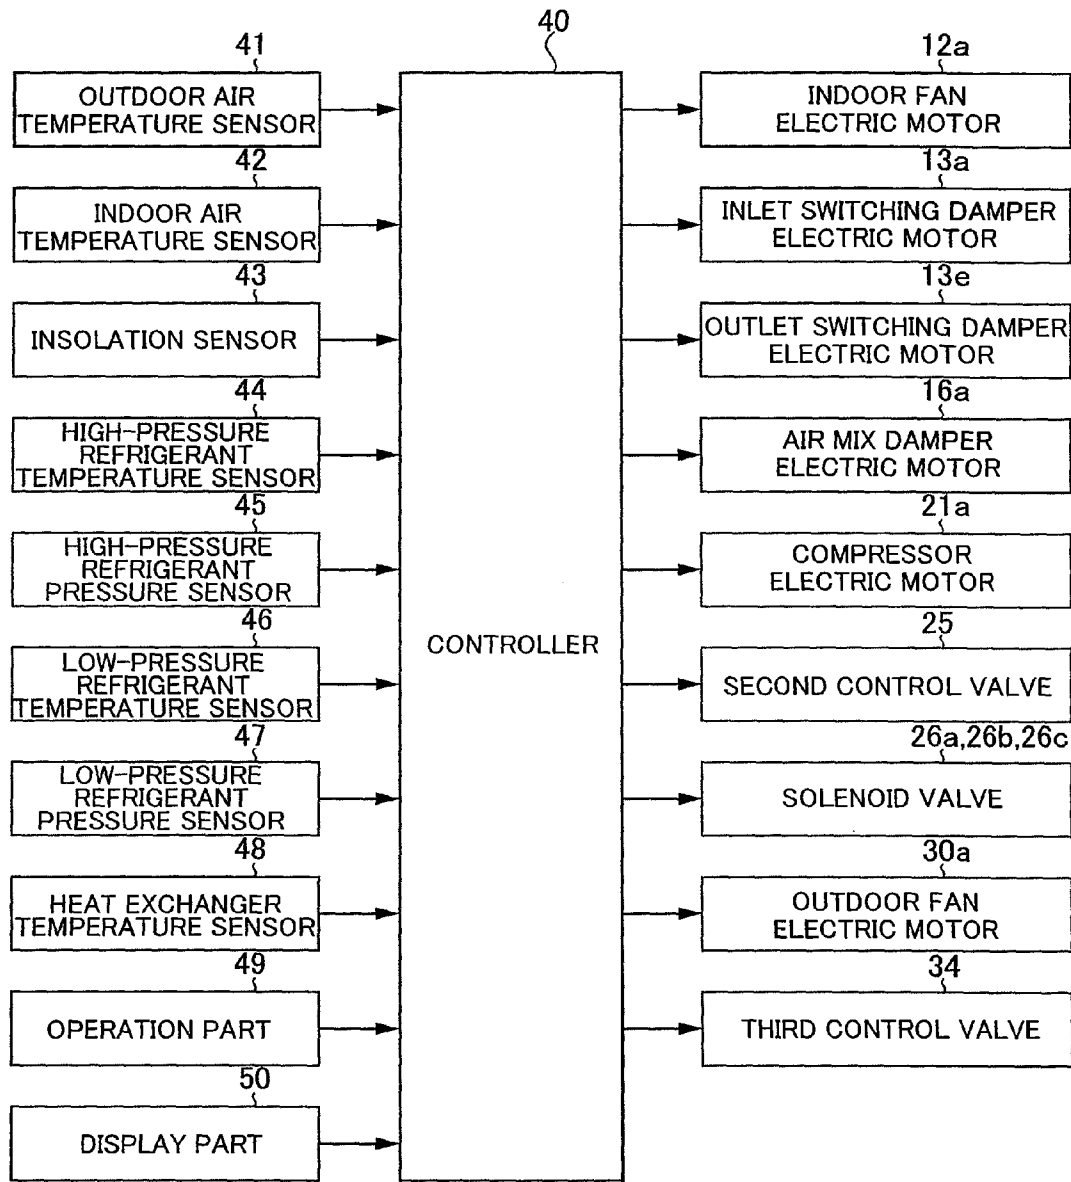 40
41
OUTDOOR AIR
TEMPERATURE SENSOR
42
INDOOR AIR
TEMPERATURE SENSOR
43
INSOLATION SENSOR
44
HIGH-PRESSURE
REFRIGERANT
TEMPERATURE SENSOR
45
HIGH-PRESSURE
REFRIGERANT
PRESSURE SENSOR
46
LOW-PRESSURE
REFRIGERANT
TEMPERATURE SENSOR
47
LOW-PRESSURE
REFRIGERANT
PRESSURE SENSOR
48
HEAT EXCHANGER
TEMPERATURE SENSOR
49
OPERATION PART
50
DISPLAY PART
CONTROLLER
12a
INDOOR FAN
ELECTRIC MOTOR
13a
INLET SWITCHING DAMPER
ELECTRIC MOTOR
13e
OUTLET SWITCHING DAMPER
ELECTRIC MOTOR
16a
AIR MIX DAMPER
ELECTRIC MOTOR
21a
COMPRESSOR
ELECTRIC MOTOR
25
SECOND CONTROL VALVE
26a,26b,26c
SOLENOID VALVE
30a
OUTDOOR FAN
ELECTRIC MOTOR
34
THIRD CONTROL VALVE